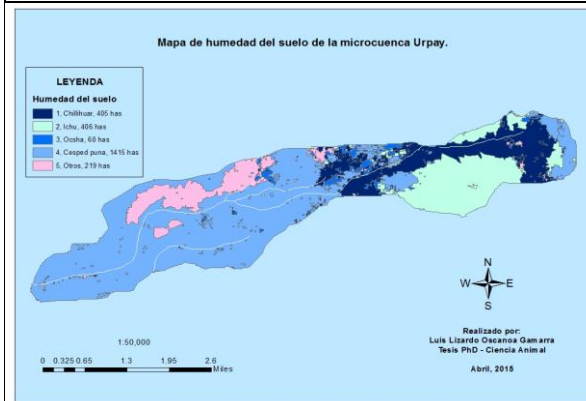 Mapa de humedad del suelo de la microcuenca Urpay.
LEYENDA
Humedad del suelo
1, Chillihuar, 405 has
2, Ichu, 406 has
3, Ocsha, 60 has
4, Cesped puna, 1415 has
5, Otros, 219 has
N
W E
S
1:50,000
0 0.325 0.65 1.3 1.95 2.6
Miles
Realizado por:
Luis Lizardo Oscanoa Gamarra
Tesis PhD - Ciencia Animal
Abril, 2015